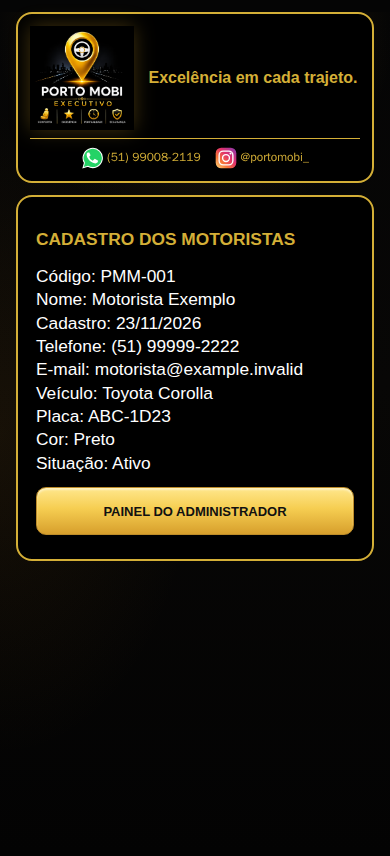 PORTO MOBI
EXECUTIVO
Excelência em cada trajeto.
(51) 99008-2119 @portomobi_
CADASTRO DOS MOTORISTAS
Código: PMM-001
Nome: Motorista Exemplo
Cadastro: 23/11/2026
Telefone: (51) 99999-2222
E-mail: motorista@example.invalid
Veículo: Toyota Corolla
Placa: ABC-1D23
Cor: Preto
Situação: Ativo
PAINEL DO ADMINISTRADOR